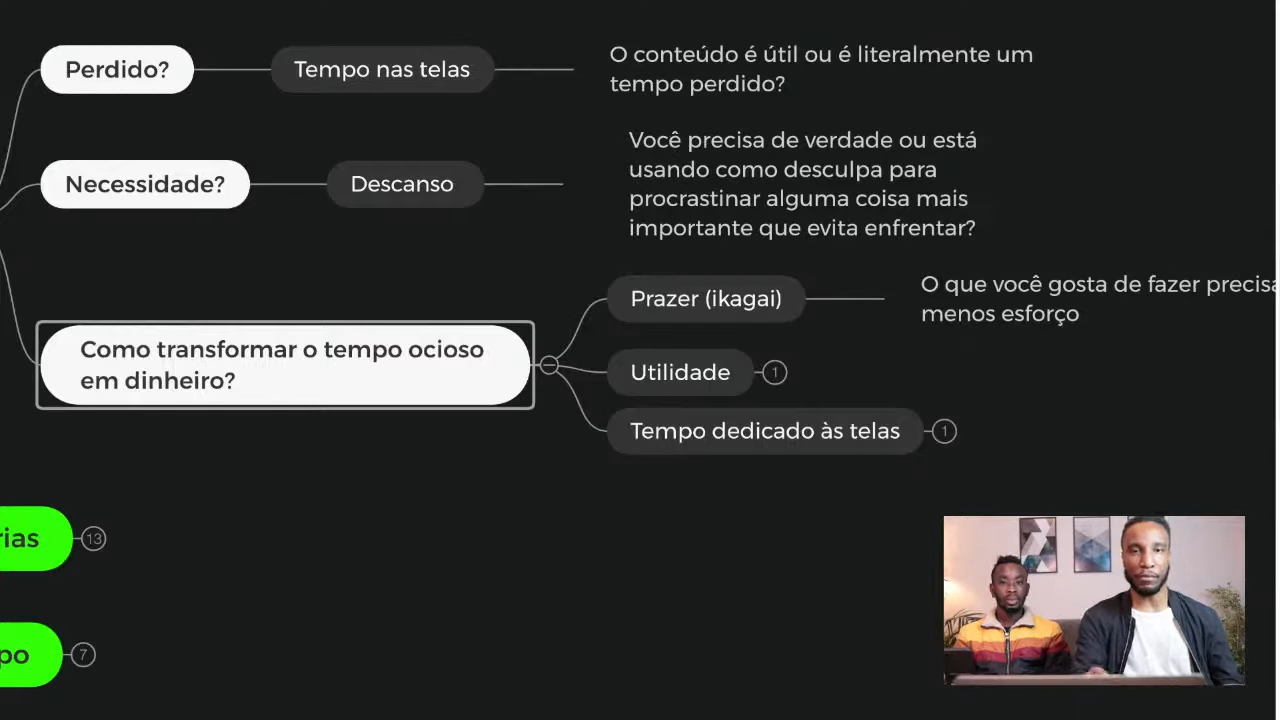 Perdido?
Tempo nas telas
O conteúdo é útil ou é literalmente um
tempo perdido?
Necessidade?
Descanso
Você precisa de verdade ou está
usando como desculpa para
procrastinar alguma coisa mais
importante que evita enfrentar?
Como transformar o tempo ocioso
em dinheiro?
Prazer (ikagai)
O que você gosta de fazer precisa
menos esforço
Utilidade
1
Tempo dedicado às telas
1
rias
13
po
7